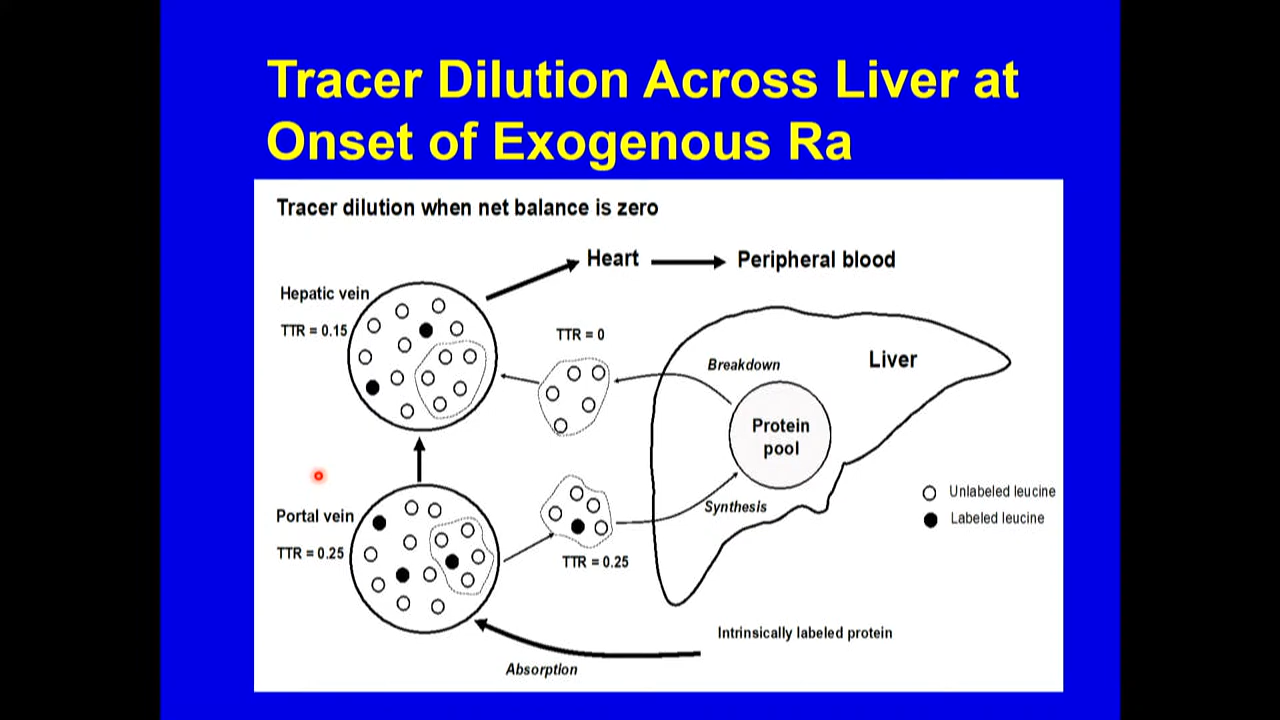 Tracer Dilution Across Liver at
Onset of Exogenous Ra
Tracer dilution when net balance is zero
Heart
Peripheral blood
Hepatic vein
TTR = 0.15
TTR = 0
Breakdown
Liver
Protein
pool
Portal vein
TTR = 0.25
Synthesis
TTR = 0.25
Unlabeled leucine
Labeled leucine
Intrinsically labeled protein
Absorption